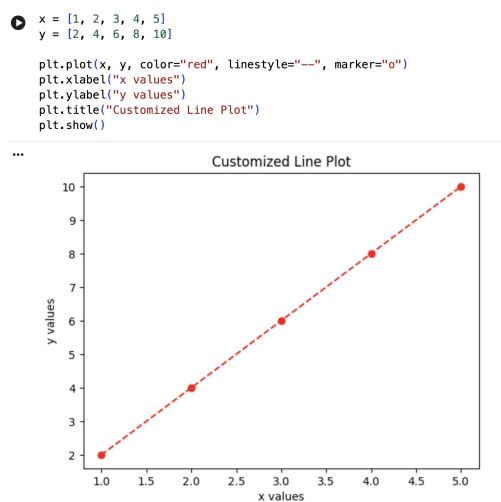 x = [1, 2, 3, 4, 5]
y = [2, 4, 6, 8, 10]
plt.plot(x, y, color="red", linestyle="--", marker="o")
plt.xlabel("x values")
plt.ylabel("y values")
plt.title("Customized Line Plot")
plt.show()
...
Customized Line Plot
10
9
8
7
6
5
4
3
2
y values
1.0 1.5 2.0 2.5 3.0 3.5 4.0 4.5 5.0
x values